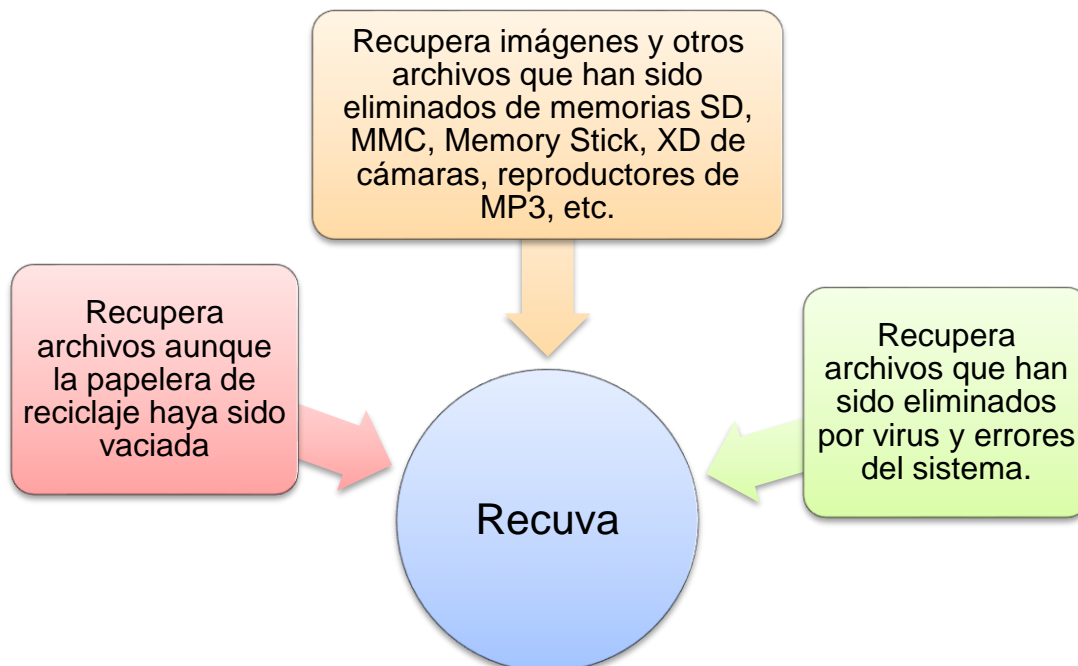 Recupera imágenes y otros
archivos que han sido
eliminados de memorias SD,
MMC, Memory Stick, XD de
cámaras, reproductores de
MP3, etc.
Recupera
archivos aunque
la papelera de
reciclaje haya sido
vaciada
Recupera
archivos que han
sido eliminados
por virus y errores
del sistema.
Recuva